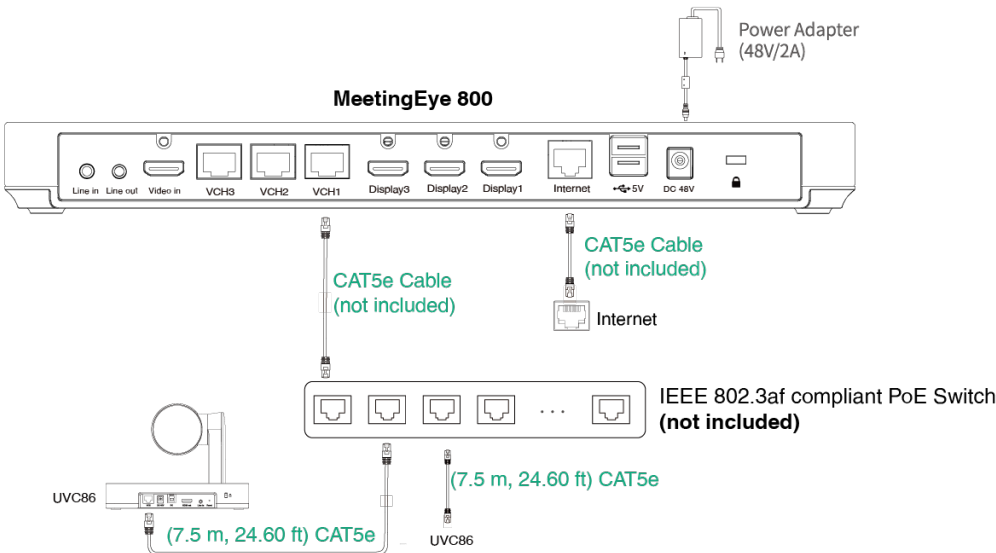 Power Adapter
(48V/2A)
MeetingEye 800
Line in Line out Video in VCH3 VCH2 VCH1 Display3 Display2 Display1 Internet 5V DC 48V
CAT5e Cable
(not included)
CAT5e Cable
(not included)
Internet
IEEE 802.3af compliant PoE Switch
(not included)
...
(7.5 m, 24.60 ft) CAT5e
UVC86
(7.5 m, 24.60 ft) CAT5e
UVC86